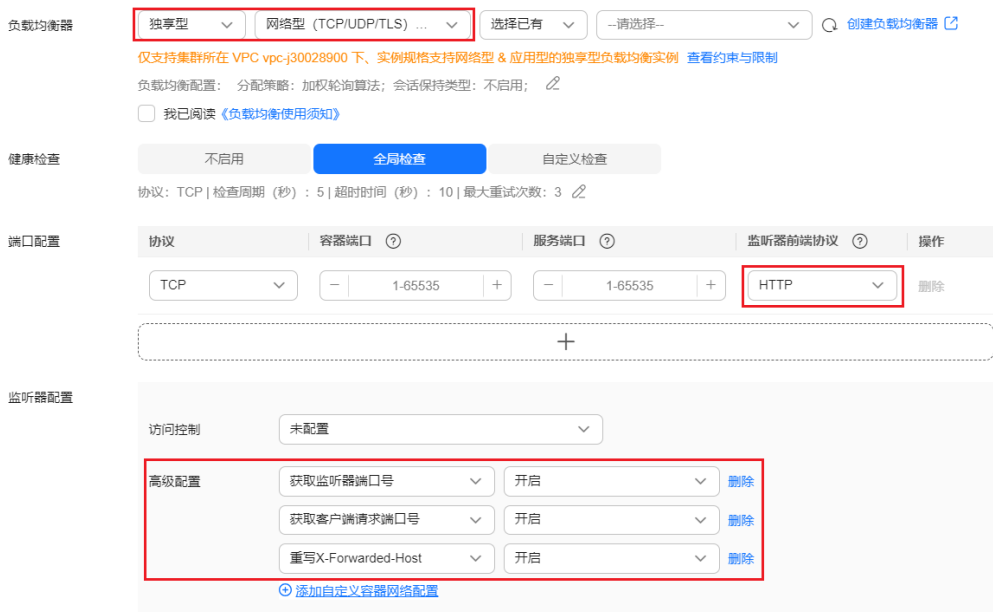 负载均衡器 独享型 网络型（TCP/UDP/TLS）... 选择已有 --请选择-- 创建负载均衡器
仅支持集群所在 VPC vpc-j30028900 下、实例规格支持网络型 & 应用型的独享型负载均衡实例 查看约束与限制
负载均衡配置： 分配策略：加权轮询算法；会话保持类型：不启用；
我已阅读《负载均衡使用须知》
健康检查 不启用 全局检查 自定义检查
协议：TCP | 检查周期（秒）：5 | 超时时间（秒）：10 | 最大重试次数：3
端口配置 协议 容器端口 ? 服务端口 ? 监听器前端协议 ? 操作
TCP − 1-65535 + − 1-65535 + HTTP 删除
+
监听器配置
访问控制 未配置
高级配置 获取监听器端口号 开启 删除
获取客户端请求端口号 开启 删除
重写X-Forwarded-Host 开启 删除
添加自定义容器网络配置